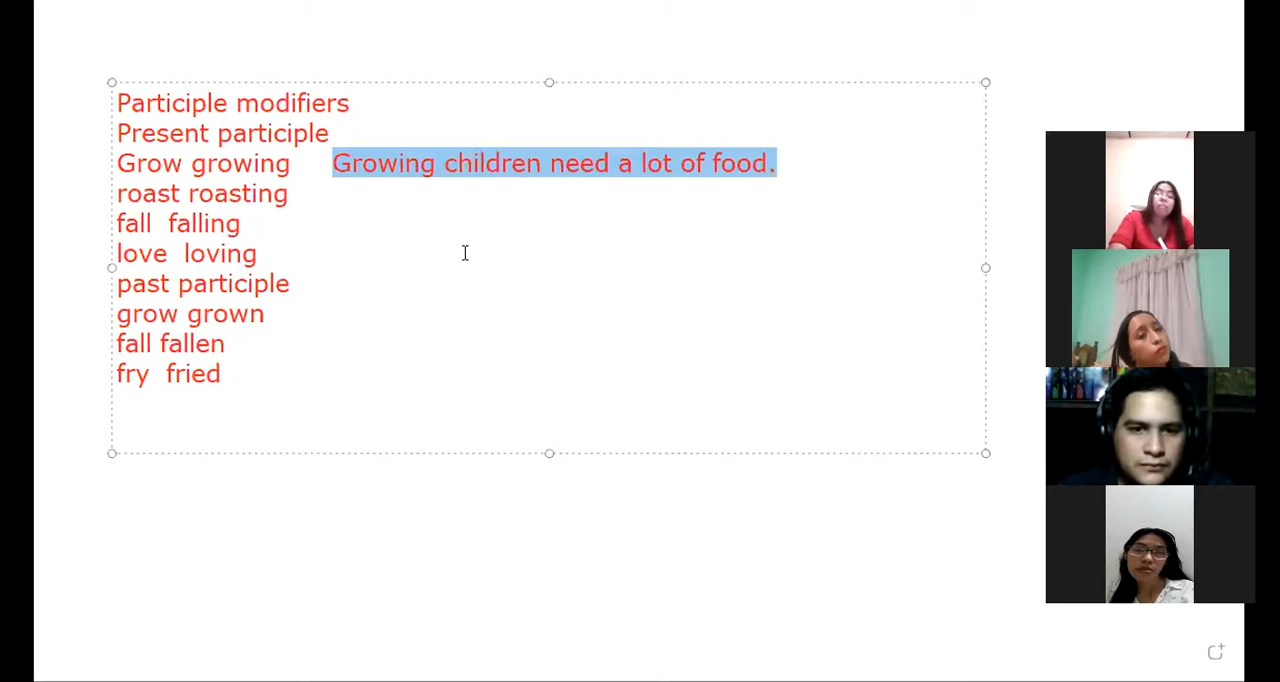 Participle modifiers
Present participle
Grow growing Growing children need a lot of food.
roast roasting
fall falling
love loving
past participle
grow grown
fall fallen
fry fried